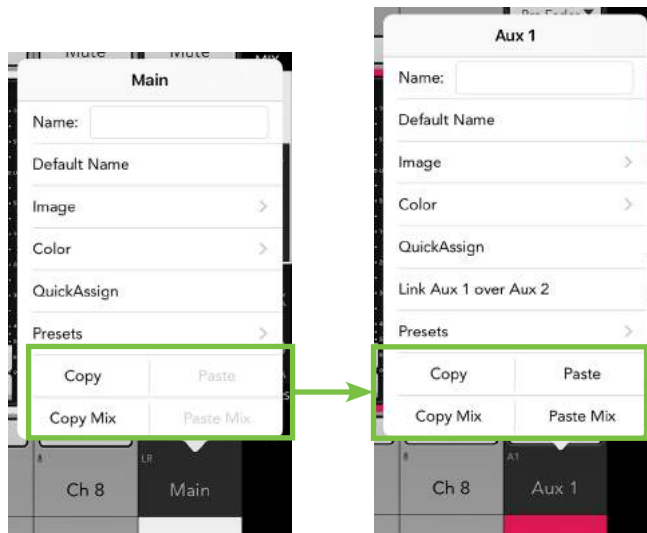 Mute Mute MIX
Main
Name:
Default Name
Image
Color
QuickAssign
Presets
Copy Paste
Copy Mix Paste Mix
LR
Ch 8 Main
Pre Fader
Aux 1
Name:
Default Name
Image
Color
QuickAssign
Link Aux 1 over Aux 2
Presets
Copy Paste
Copy Mix Paste Mix
A1
Ch 8 Aux 1